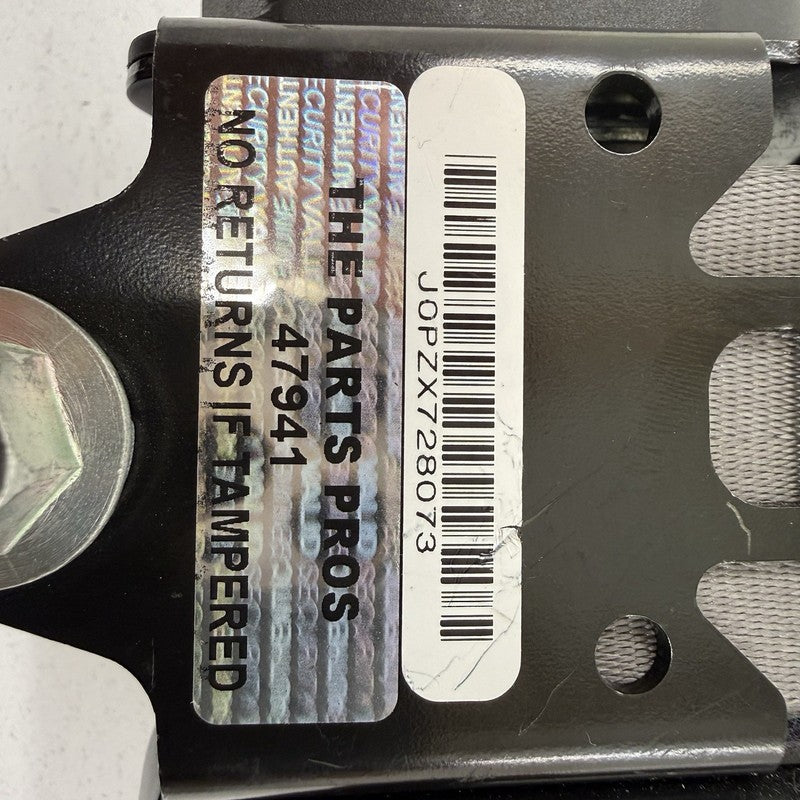 THE PARTS PROS
47941
NO RETURNS IF TAMPERED
J0PZX728073